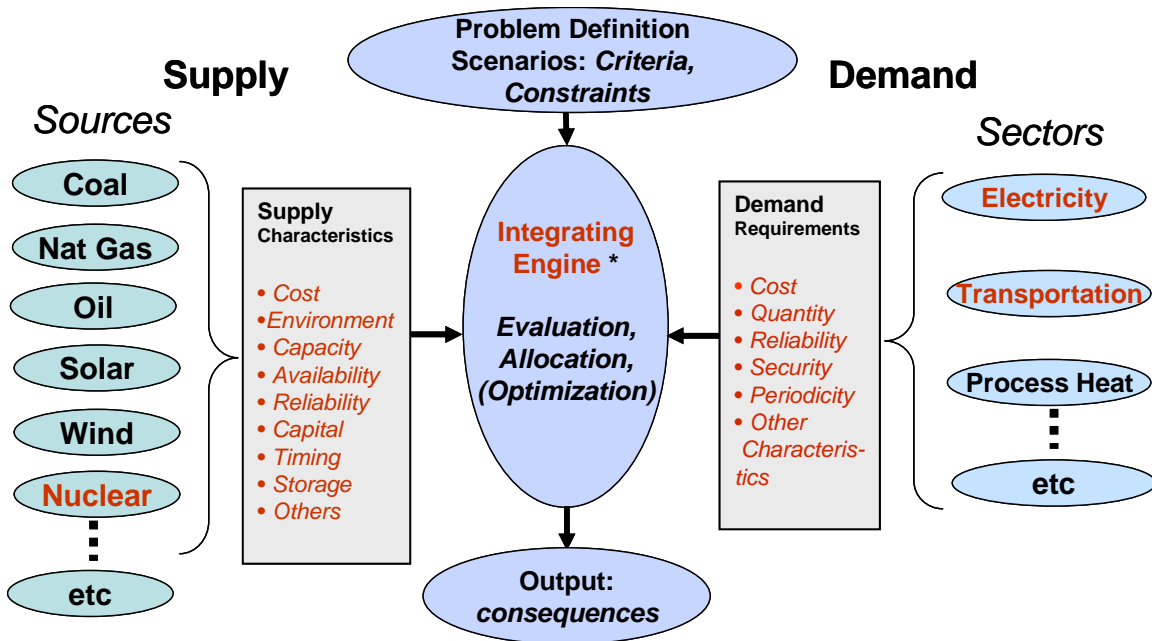 Problem Definition
Scenarios: Criteria,
Constraints
Supply
Demand
Sources
Sectors
Coal
Nat Gas
Oil
Solar
Wind
Nuclear
etc
Supply
Characteristics
• Cost
•Environment
• Capacity
• Availability
• Reliability
• Capital
• Timing
• Storage
• Others
Integrating
Engine *
Evaluation,
Allocation,
(Optimization)
Demand
Requirements
• Cost
• Quantity
• Reliability
• Security
• Periodicity
• Other
Characteris-
tics
Electricity
Transportation
Process Heat
etc
Output:
consequences